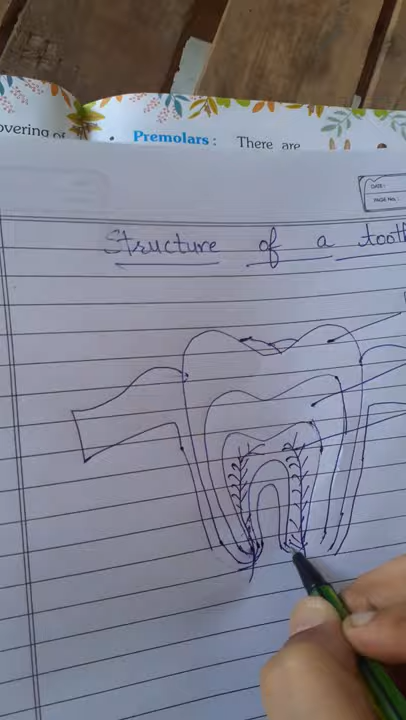 overing of
• Premolars: There are
DATE:
PAGE NO.:
Structure of a tooth